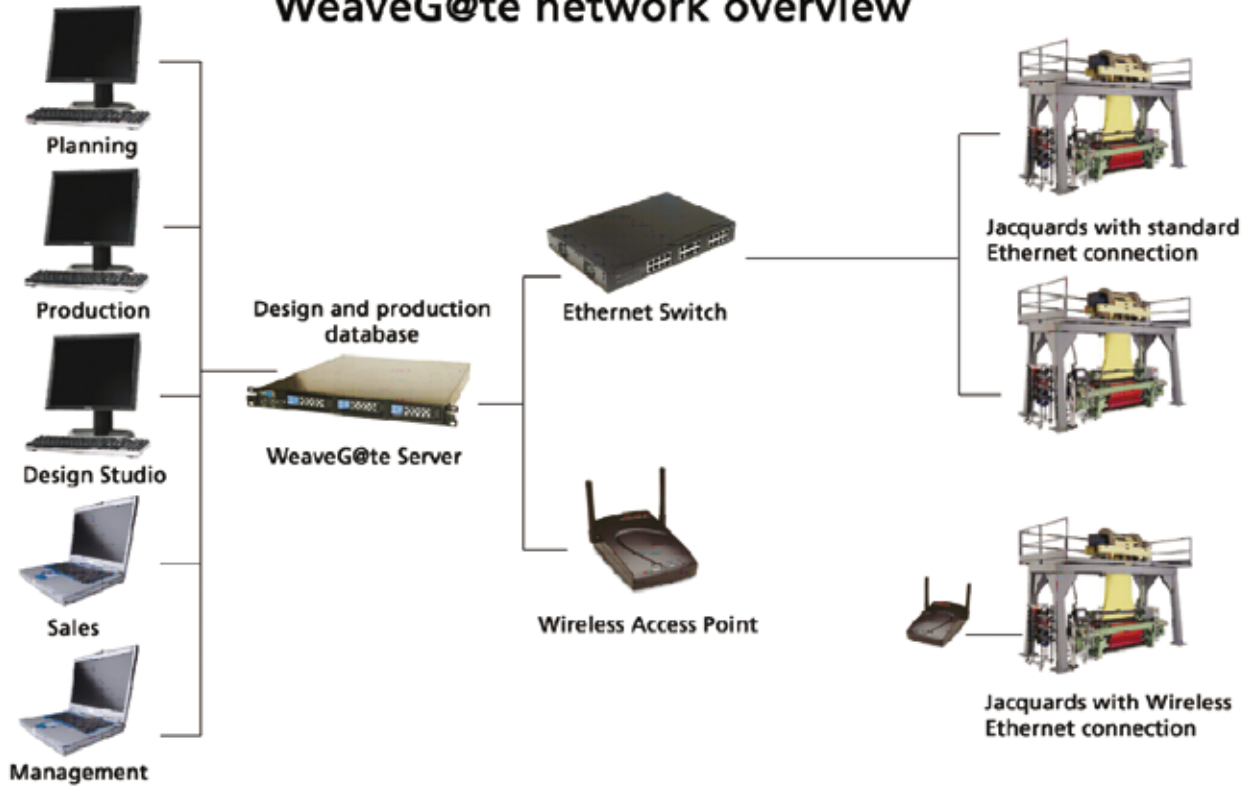 WeaveG@te network overview
Planning
Production
Design Studio
Sales
Management
Design and production
database
WeaveG@te Server
Ethernet Switch
Wireless Access Point
Jacquards with standard
Ethernet connection
Jacquards with Wireless
Ethernet connection